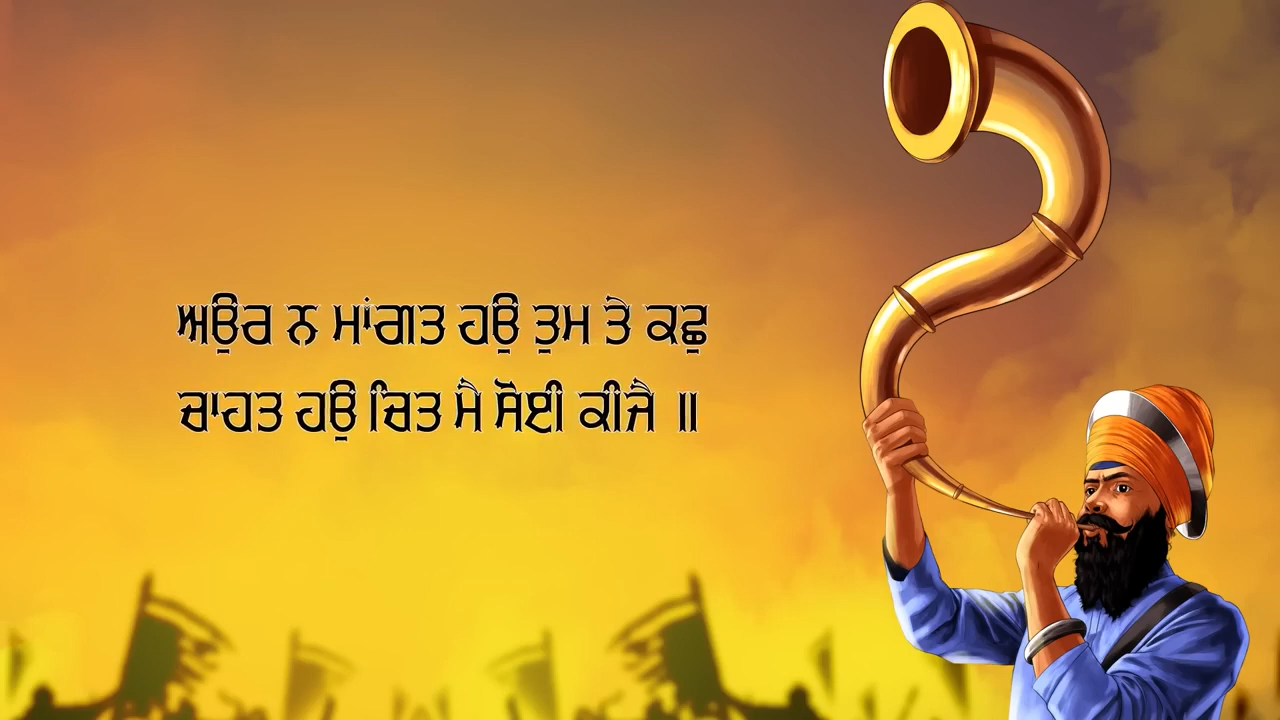 ਅਉਰ ਨ ਮਾਂਗਤ ਹਉ ਤੁਮ ਤੇ ਕਛੁ
ਚਾਹਤ ਹਉ ਚਿਤ ਮੈ ਸੋਈ ਕੀਜੈ ॥